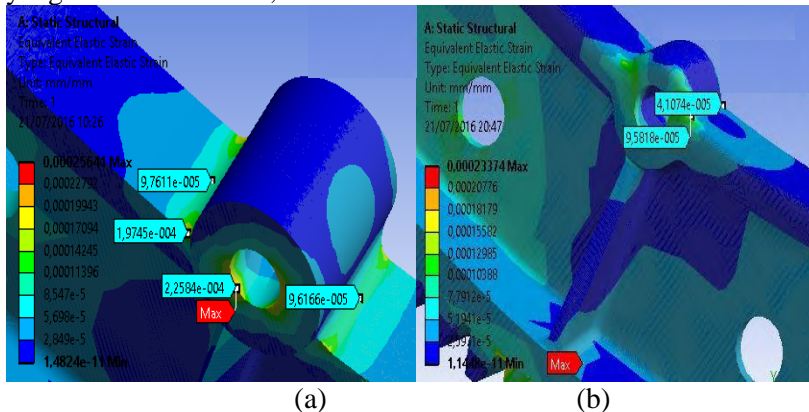 A: Static Structural
Equivalent Elastic Strain
Type: Equivalent Elastic Strain
Unit: mm/mm
Time: 1
21/07/2016 10:26
0,00025641 Max
0,00022792
0,00019943
0,00017094
0,00014245
0,00011396
8,547e-5
5,698e-5
2,849e-5
1,4824e-11 Min
9,7611e-005
1,9745e-004
2,2584e-004
Max
9,6166e-005
(a)
A: Static Structural
Equivalent Elastic Strain
Type: Equivalent Elastic Strain
Unit: mm/mm
Time: 1
21/07/2016 20:47
0,00023374 Max
0,00020776
0,00018179
0,00015582
0,00012985
0,00010388
7,7912e-5
5,1941e-5
Min
4,1074e-005
9,5818e-005
Max
Y
(b)